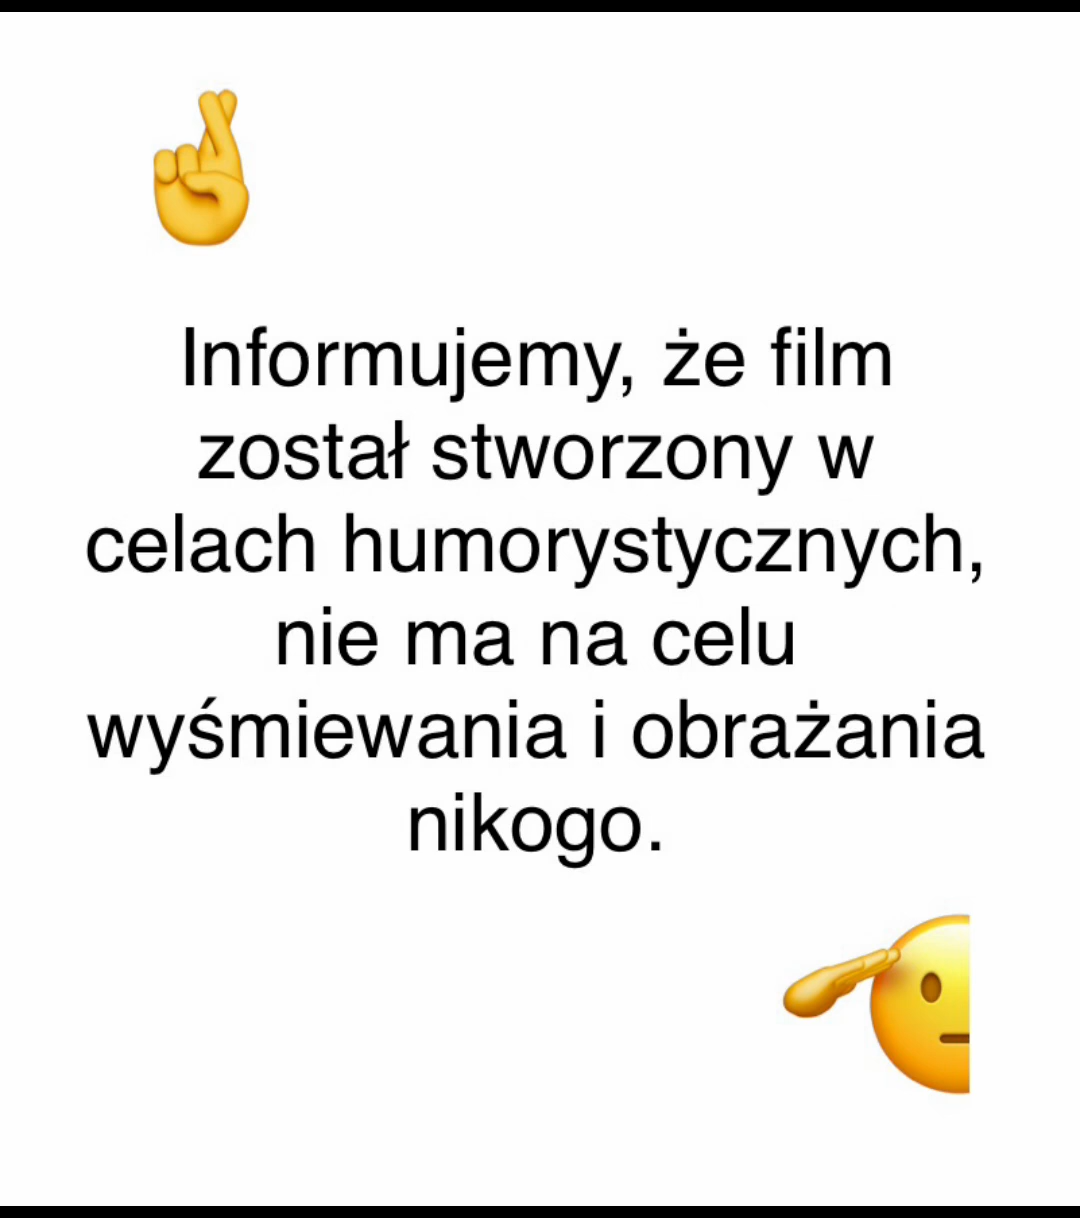 Informujemy, że film
został stworzony w
celach humorystycznych,
nie ma na celu
wyśmiewania i obrażania
nikogo.